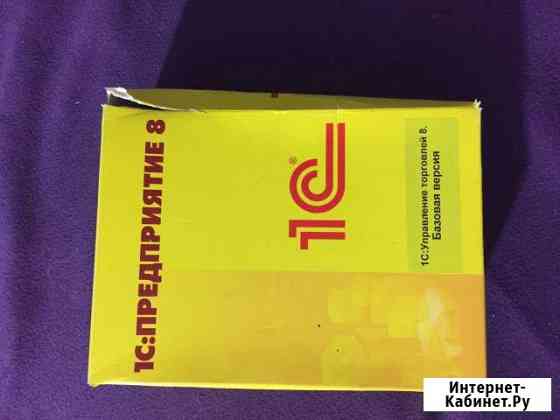 1С:ПРЕДПРИЯТИЕ 8
1С
®
1С:Управление торговлей 8.
Базовая версия
Интернет-
Кабинет.Ру